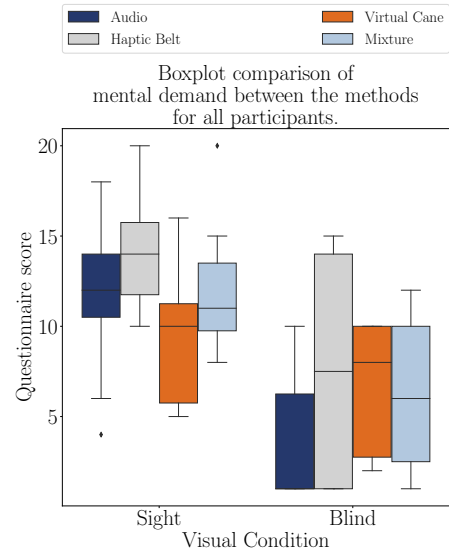 Audio
Haptic Belt
Virtual Cane
Mixture
Boxplot comparison of
mental demand between the methods
for all participants.
Questionnaire score
20
15
10
5
Sight
Blind
Visual Condition